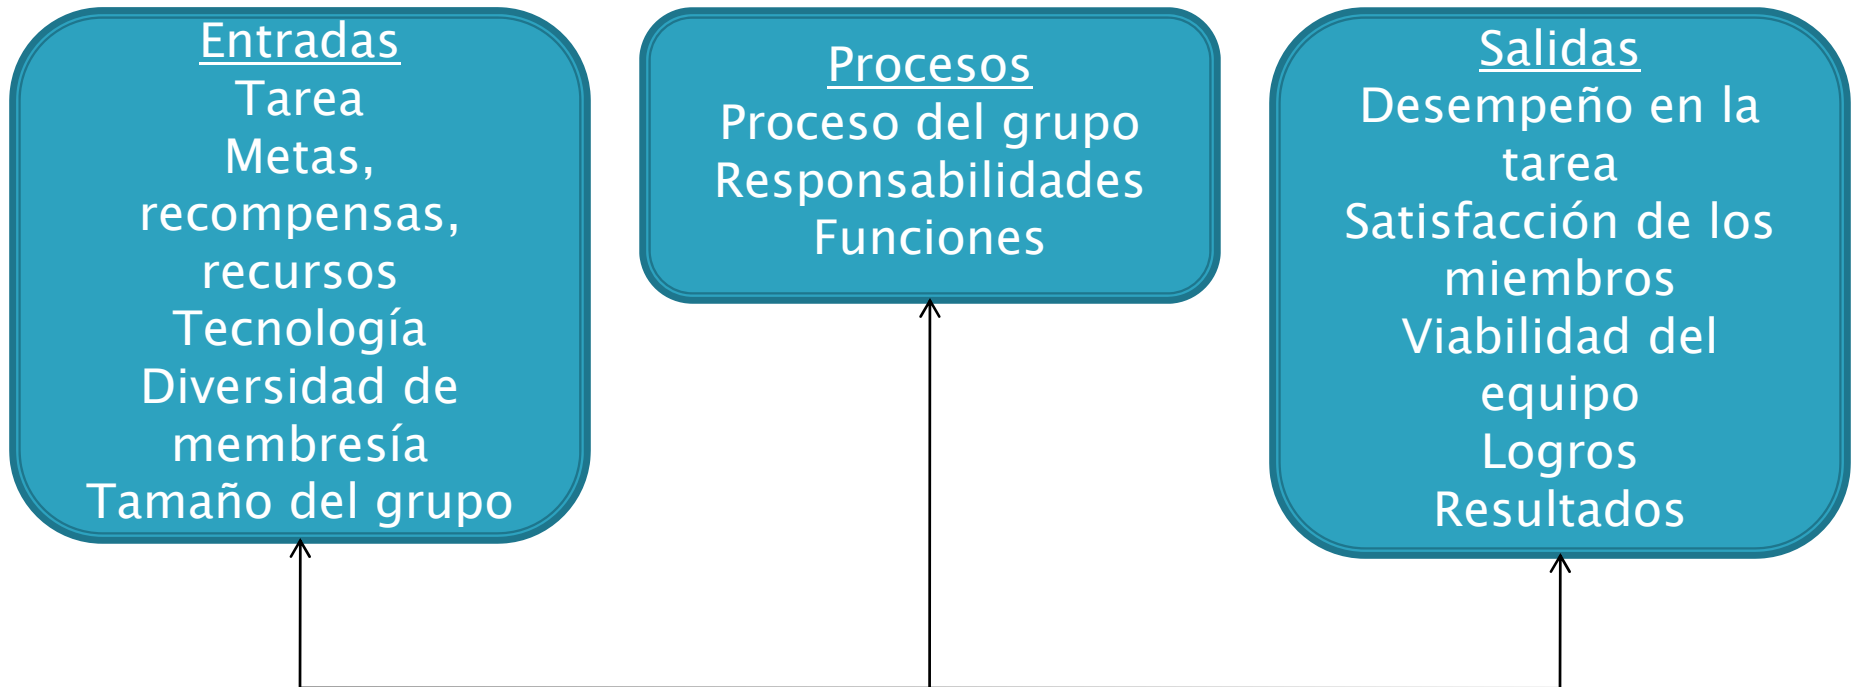 Entradas
Tarea
Metas,
recompensas,
recursos
Tecnología
Diversidad de
membresía
Tamaño del grupo
Procesos
Proceso del grupo
Responsabilidades
Funciones
Salidas
Desempeño en la
tarea
Satisfacción de los
miembros
Viabilidad del
equipo
Logros
Resultados